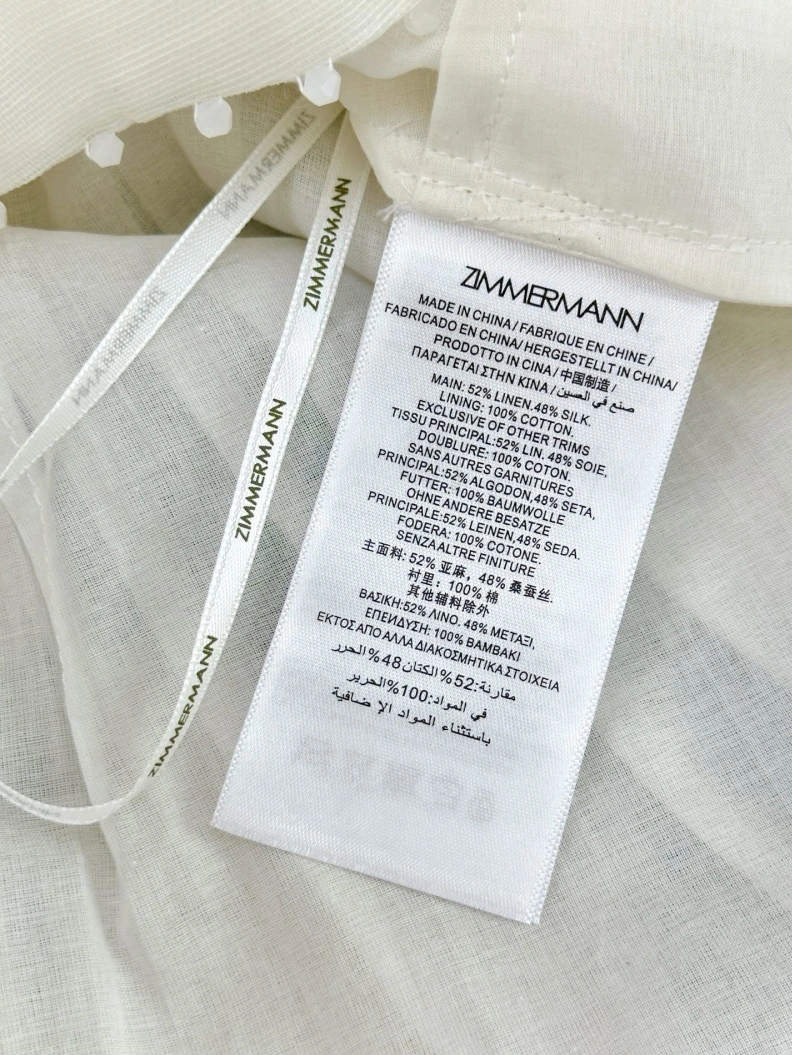 ZIMMERMANN
ZIMMERMANN
ZIMMERMANN
ZIMMERMANN
ZIMMERMANN
ZIMMERMANN
MADE IN CHINA / FABRIQUE EN CHINE /
FABRICADO EN CHINA/ HERGESTELLT IN CHINA/
PRODOTTO IN CINA / 中国制造 /
ΠΑΡΑΓΕΤΑΙ ΣΤΗΝ ΚΙΝΑ / صنع في الصين
MAIN: 52% LINEN.48% SILK.
LINING: 100% COTTON.
EXCLUSIVE OF OTHER TRIMS
TISSU PRINCIPAL:52% LIN. 48% SOIE,
DOUBLURE: 100% COTON.
SANS AUTRES GARNITURES
PRINCIPAL:52% ALGODON,48% SETA,
FUTTER: 100% BAUMWOLLE
OHNE ANDERE BESATZE
PRINCIPALE:52% LEINEN,48% SEDA.
FODERA: 100% COTONE.
SENZA ALTRE FINITURE
主面料: 52% 亚麻，48% 桑蚕丝.
衬里：100% 棉
其他辅料除外
ΒΑΣΙΚΗ:52% ΛΙΝΟ. 48% ΜΕΤΑΞΙ,
ΕΠΕΝΔΥΣΗ: 100% ΒΑΜΒΑΚΙ
ΕΚΤΟΣ ΑΠΟ ΑΛΛΑ ΔΙΑΚΟΣΜΗΤΙΚΑ ΣΤΟΙΧΕΙΑ
مقارنة:52%الكتان48%الحرر
في المواد:100%الحرير
باستثناء المواد الإ ضافية